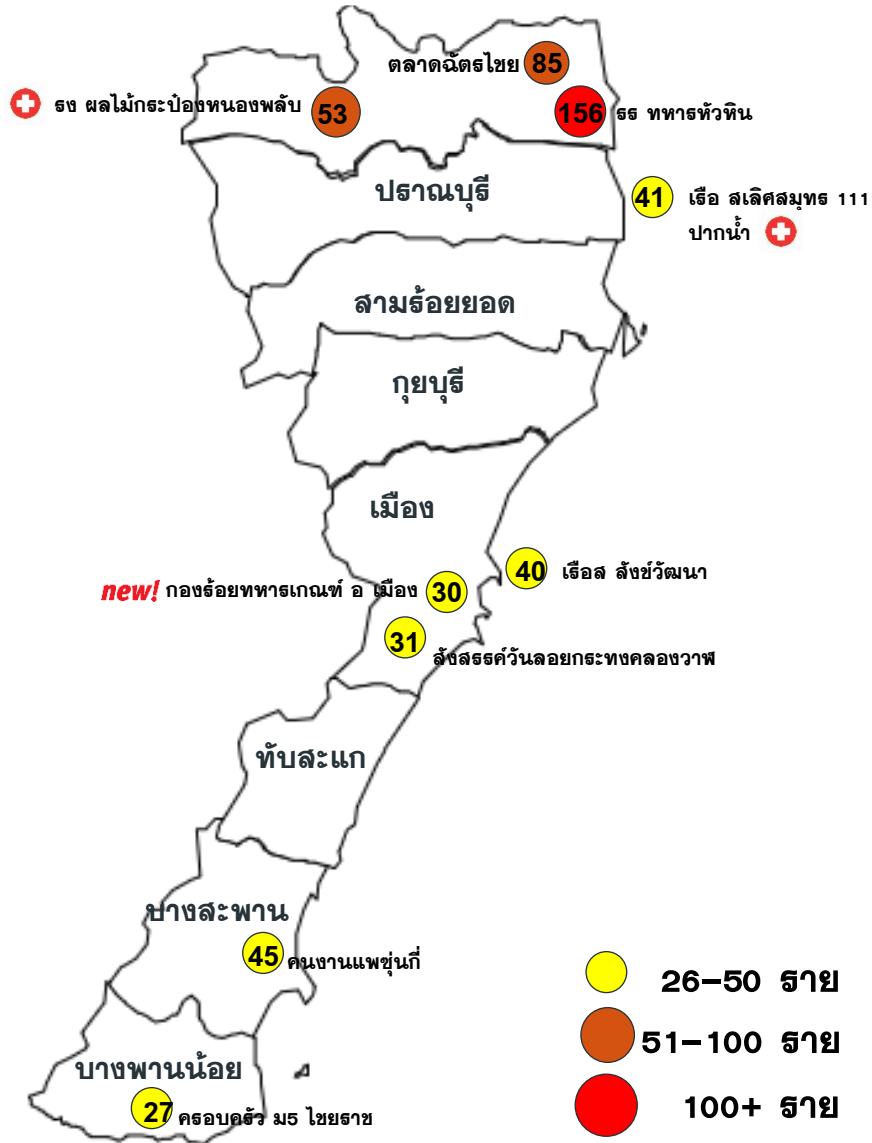 ตลาดฉัตรไชย 85
รง ผลไม้กระป๋องหนองพลับ 53
156 รร ทหารหัวหิน
ปราณบุรี
41 เรือ สเลิศสมุทร 111
ปากน้ำ
สามร้อยยอด
กุยบุรี
เมือง
40 เรือส สังข์วัฒนา
new! กองร้อยทหารเกณฑ์ อ เมือง 30
31 สังสรรค์วันลอยกระทงคลองวาฬ
ทับสะแก
บางสะพาน
45 คนงานแพซุ่นกี่
26-50 ราย
51-100 ราย
บางพานน้อย
100+ ราย
27 ครอบครัว ม5 ไชยราช